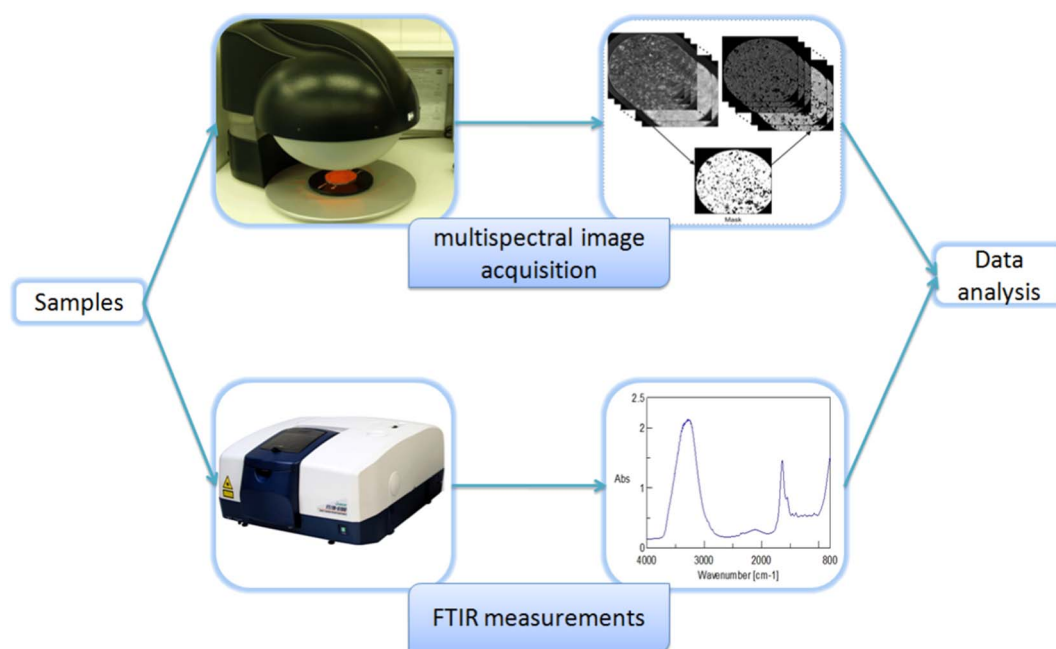 Mask
multispectral image
acquisition
Samples
Data
analysis
2.5
2
Abs
1
0
4000
3000
2000
800
Wavenumber [cm-1]
FTIR measurements